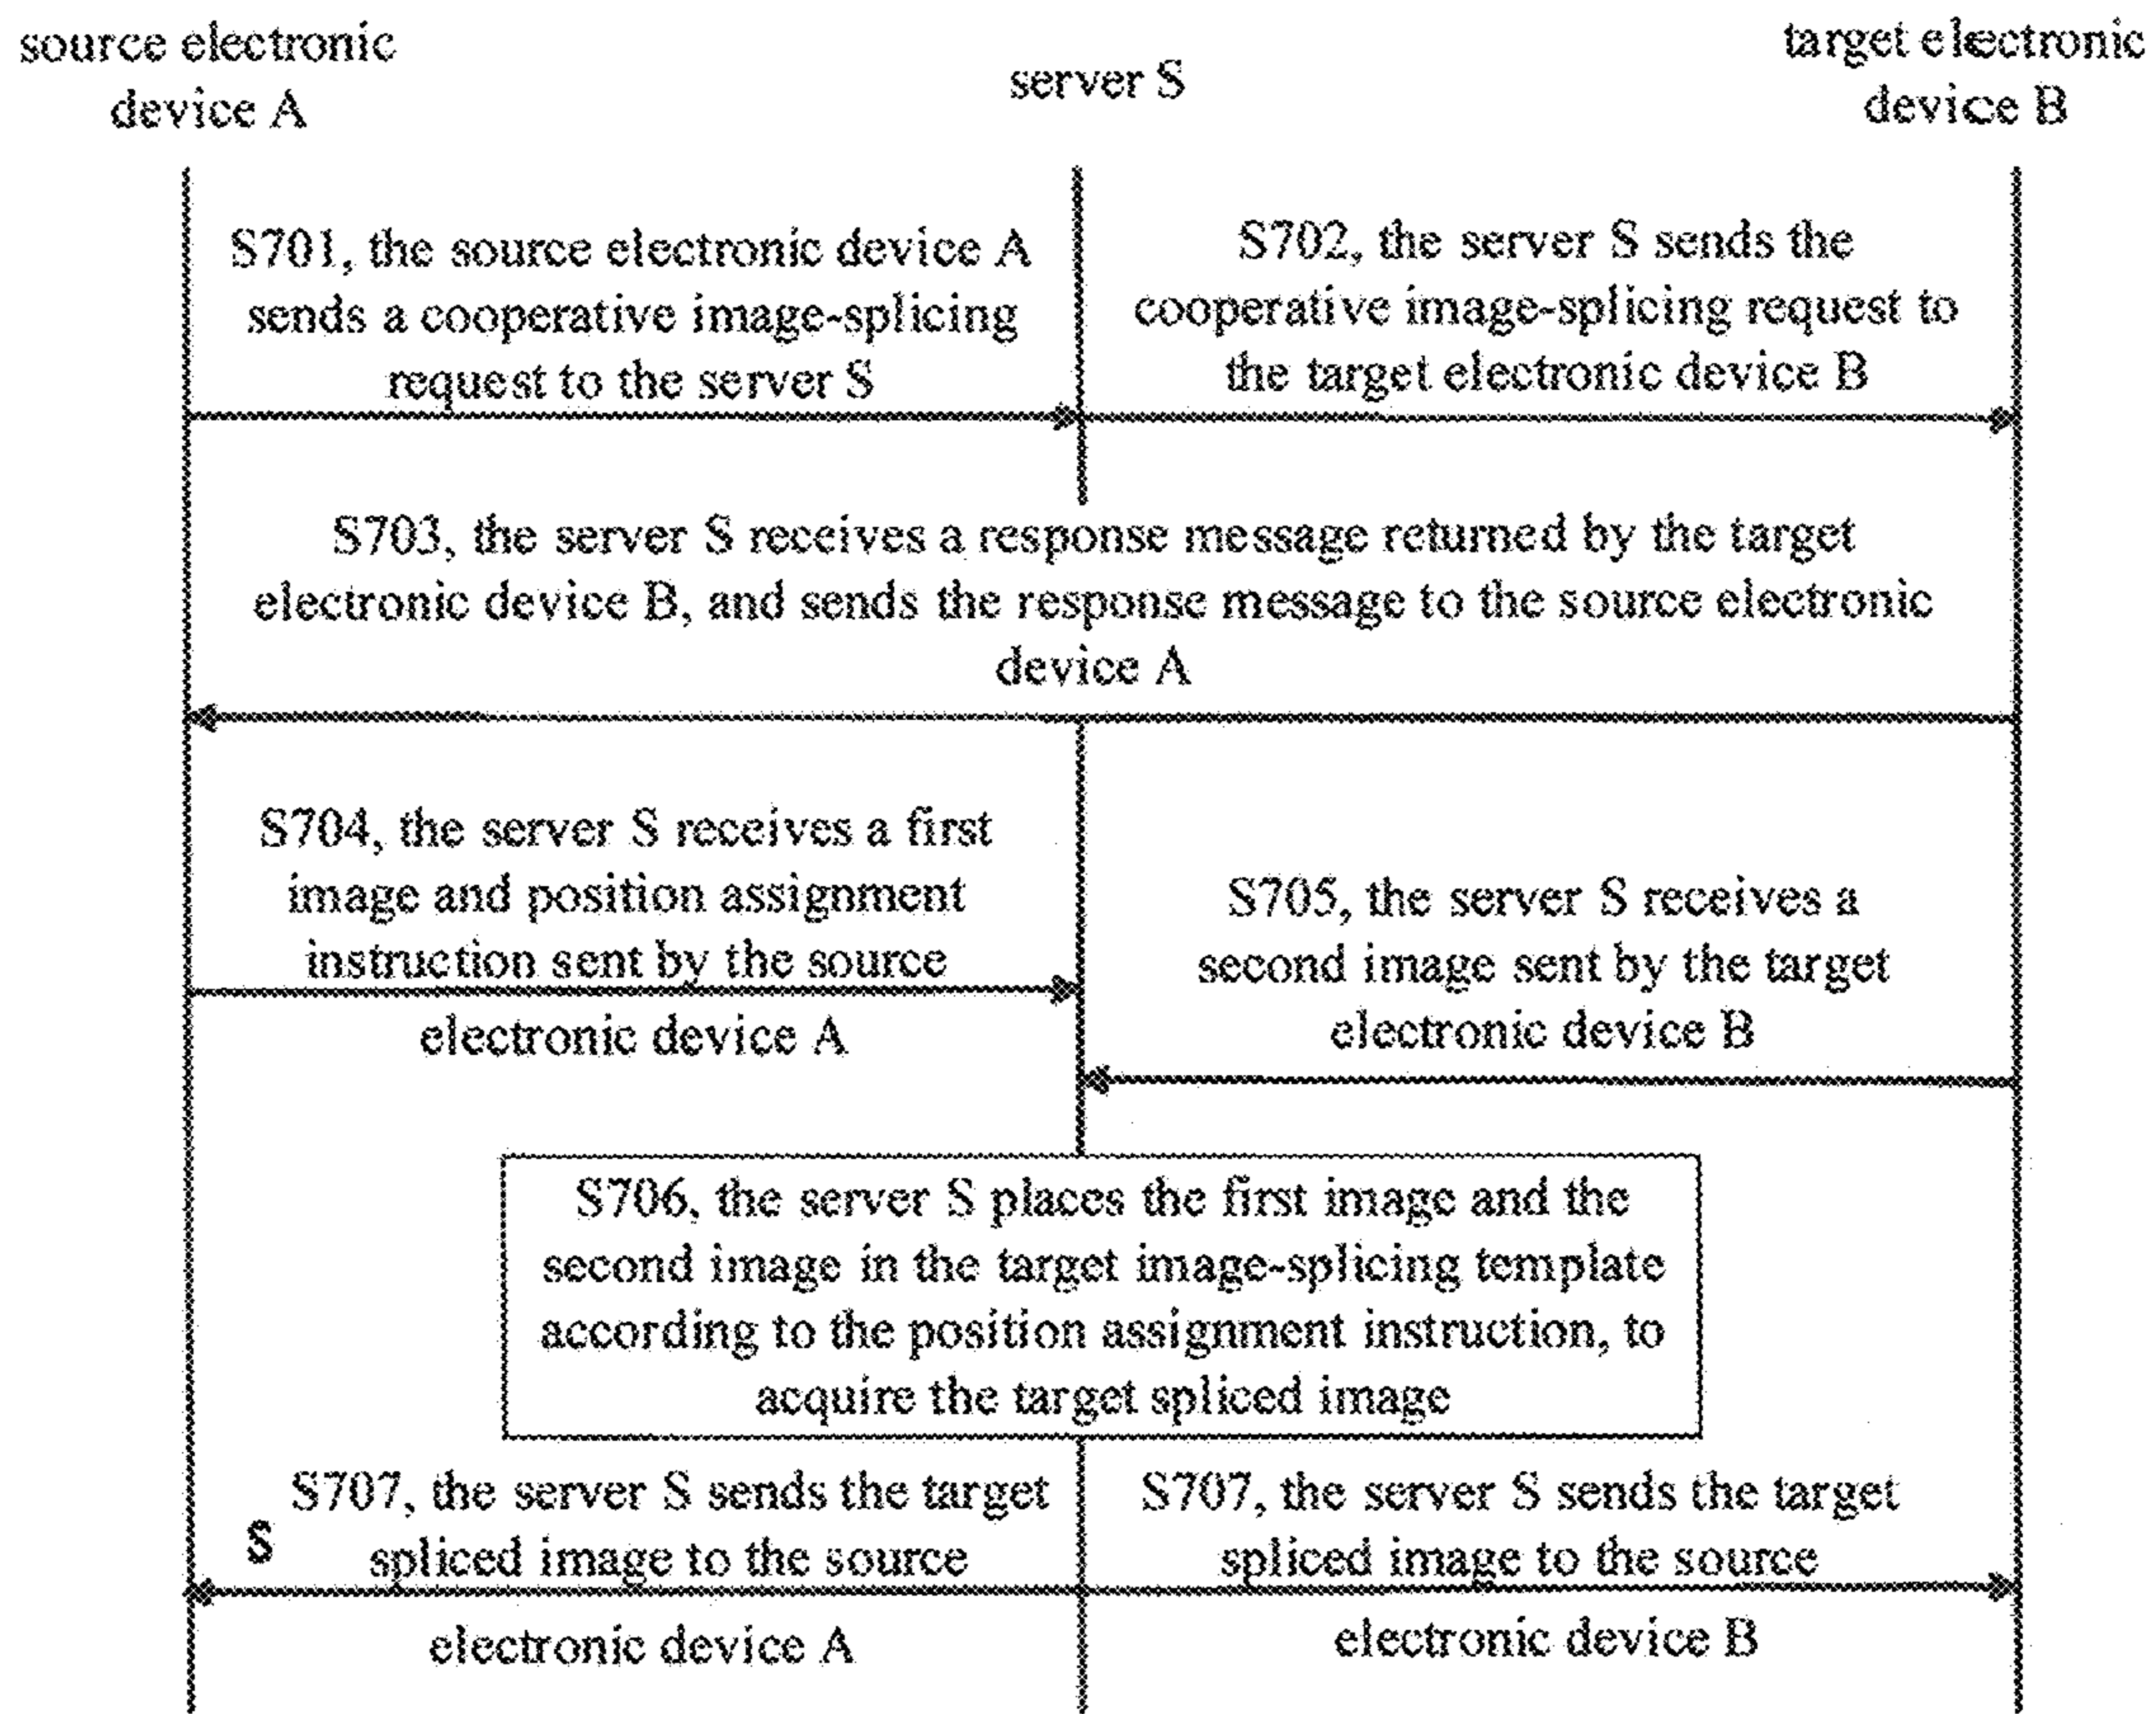 source electronic
device A
server S
target electronic
device B
S701, the source electronic device A
sends a cooperative image-splicing
request to the server S
S702, the server S sends the
cooperative image-splicing request to
the target electronic device B
S703, the server S receives a response message returned by the target
electronic device B, and sends the response message to the source electronic
device A
S704, the server S receives a first
image and position assignment
instruction sent by the source
electronic device A
S705, the server S receives a
second image sent by the target
electronic device B
S706, the server S places the first image and the
second image in the target image-splicing template
according to the position assignment instruction, to
acquire the target spliced image
S707, the server S sends the target
S
spliced image to the source
electronic device A
S707, the server S sends the target
spliced image to the source
electronic device B